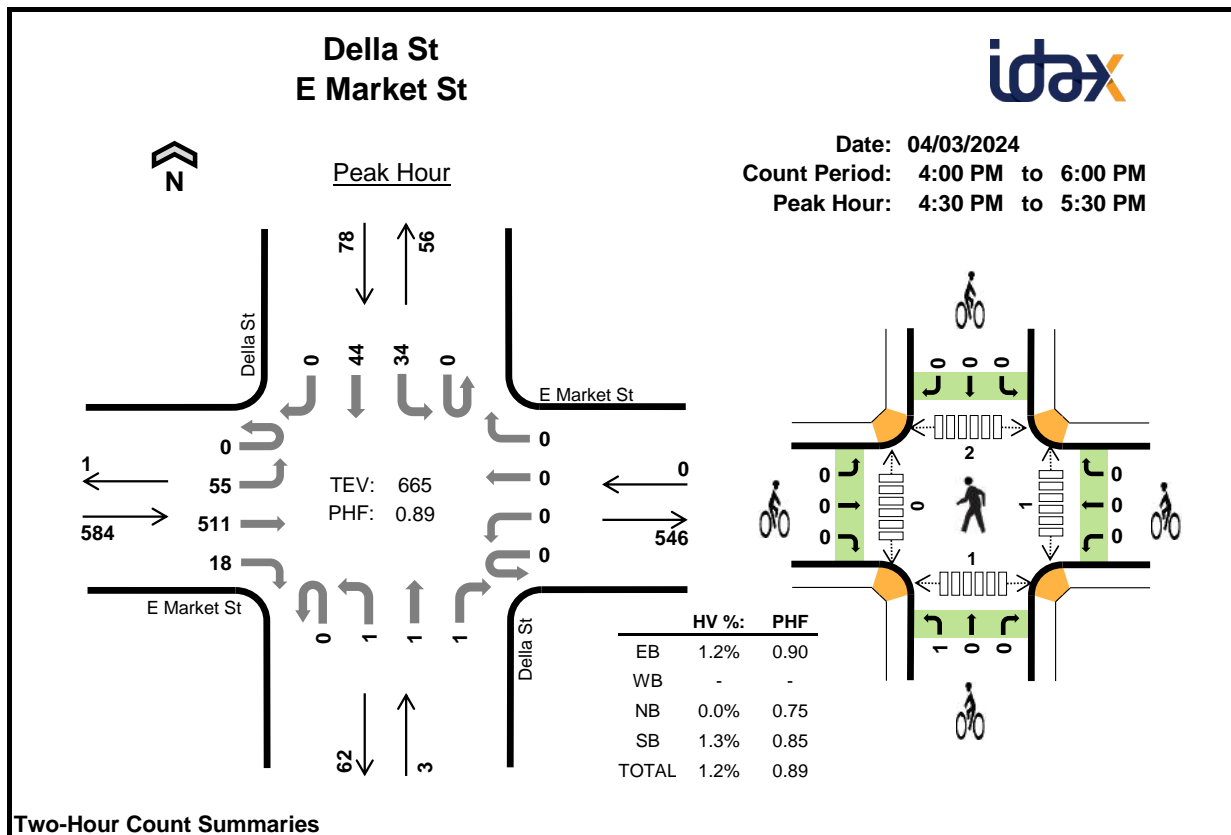 Della St
E Market St
idax
Date: 04/03/2024
Count Period: 4:00 PM to 6:00 PM
Peak Hour: 4:30 PM to 5:30 PM
N
Peak Hour
78
56
Della St
0
44
34
0
E Market St
0
55
511
18
1
584
TEV: 665
PHF: 0.89
0
0
0
0
0
546
E Market St
0
1
1
1
Della St
62
3
HV %: PHF
EB 1.2% 0.90
WB - -
NB 0.0% 0.75
SB 1.3% 0.85
TOTAL 1.2% 0.89
0 0 0
2
0
0
0
0
1
0
0
0
1
1 0 0
Two-Hour Count Summaries